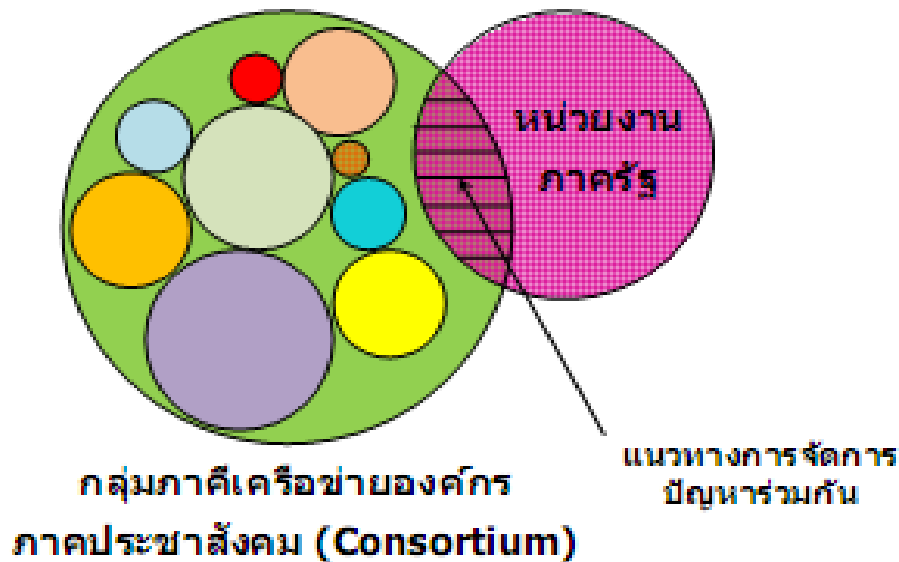 หน่วยงาน
ภาครัฐ
แนวทางการจัดการ
ปัญหาร่วมกัน
กลุ่มภาคีเครือข่ายองค์กร
ภาคประชาสังคม (Consortium)